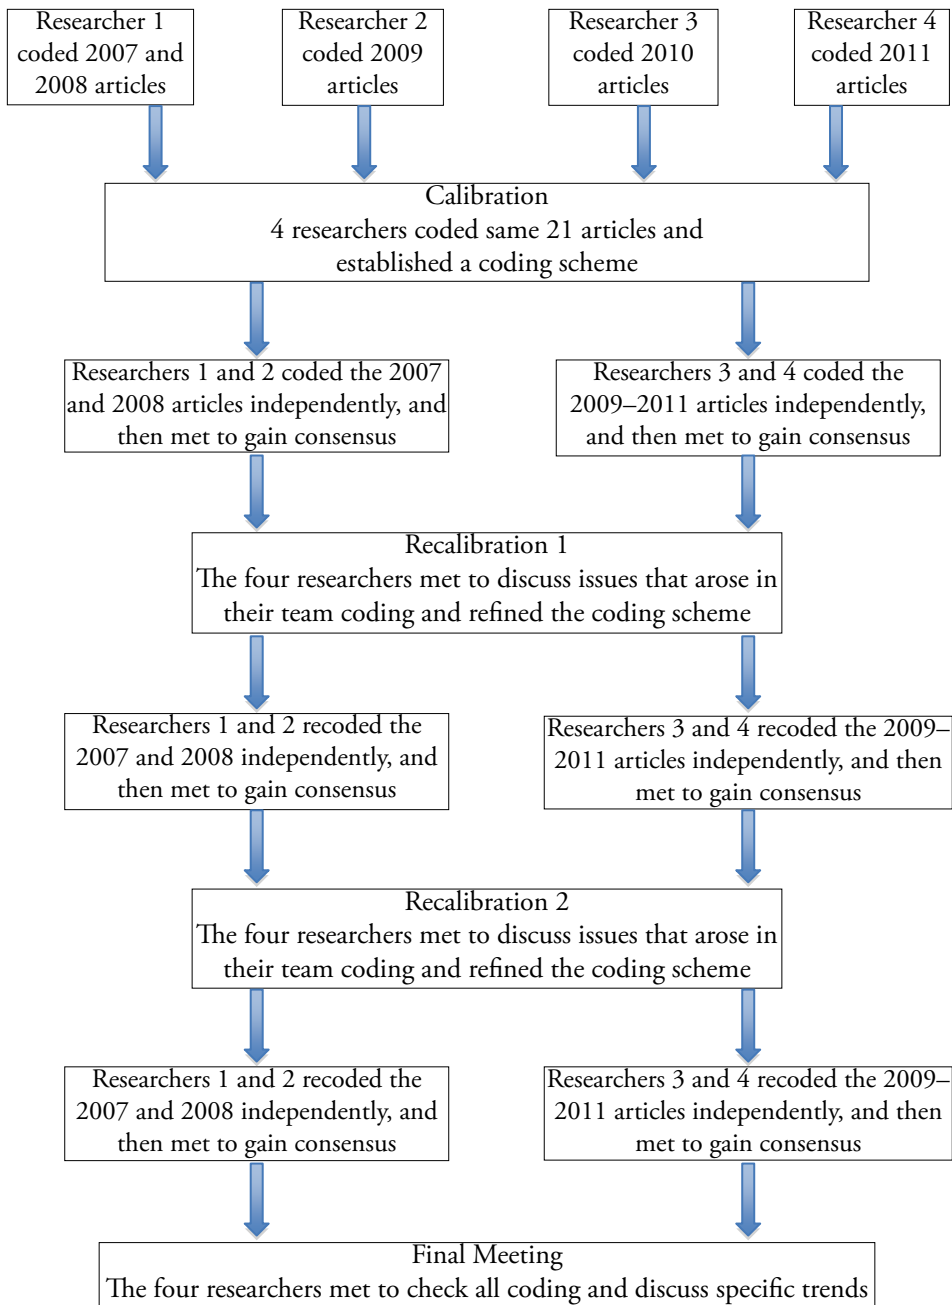 Researcher 1
coded 2007 and
2008 articles
Researcher 2
coded 2009
articles
Researcher 3
coded 2010
articles
Researcher 4
coded 2011
articles
Calibration
4 researchers coded same 21 articles and
established a coding scheme
Researchers 1 and 2 coded the 2007
and 2008 articles independently, and
then met to gain consensus
Researchers 3 and 4 coded the
2009–2011 articles independently,
and then met to gain consensus
Recalibration 1
The four researchers met to discuss issues that arose in
their team coding and refined the coding scheme
Researchers 1 and 2 recoded the
2007 and 2008 independently, and
then met to gain consensus
Researchers 3 and 4 recoded the 2009–
2011 articles independently, and then
met to gain consensus
Recalibration 2
The four researchers met to discuss issues that arose in
their team coding and refined the coding scheme
Researchers 1 and 2 recoded the
2007 and 2008 independently, and
then met to gain consensus
Researchers 3 and 4 recoded the 2009–
2011 articles independently, and then
met to gain consensus
Final Meeting
The four researchers met to check all coding and discuss specific trends